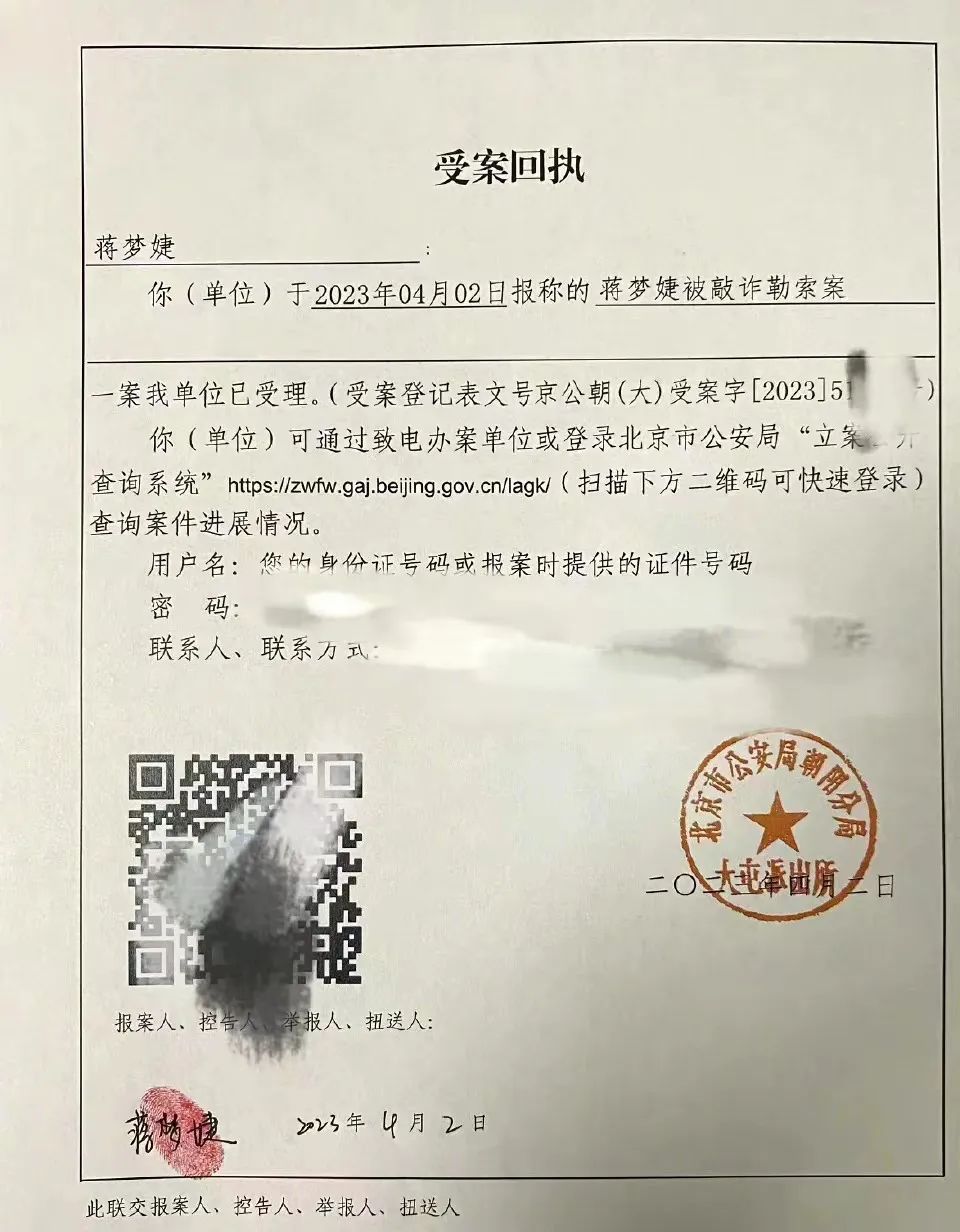 受案回执
蒋梦婕:
你（单位）于2023年04月02日报称的 蒋梦婕被敲诈勒索案
一案我单位已受理。（受案登记表文号京公朝(大)受案字[2023]51）
你（单位）可通过致电办案单位或登录北京市公安局“立案公开
查询系统”https://zwfw.gaj.beijing.gov.cn/lagk/（扫描下方二维码可快速登录）
查询案件进展情况。
用户名：您的身份证号码或报案时提供的证件号码
密 码：
联系人、联系方式：
北京市公安局朝阳分局
大屯派出所
二〇二三年四月二日
报案人、控告人、举报人、扭送人：
蒋梦婕 2023年4月2日
此联交报案人、控告人、举报人、扭送人